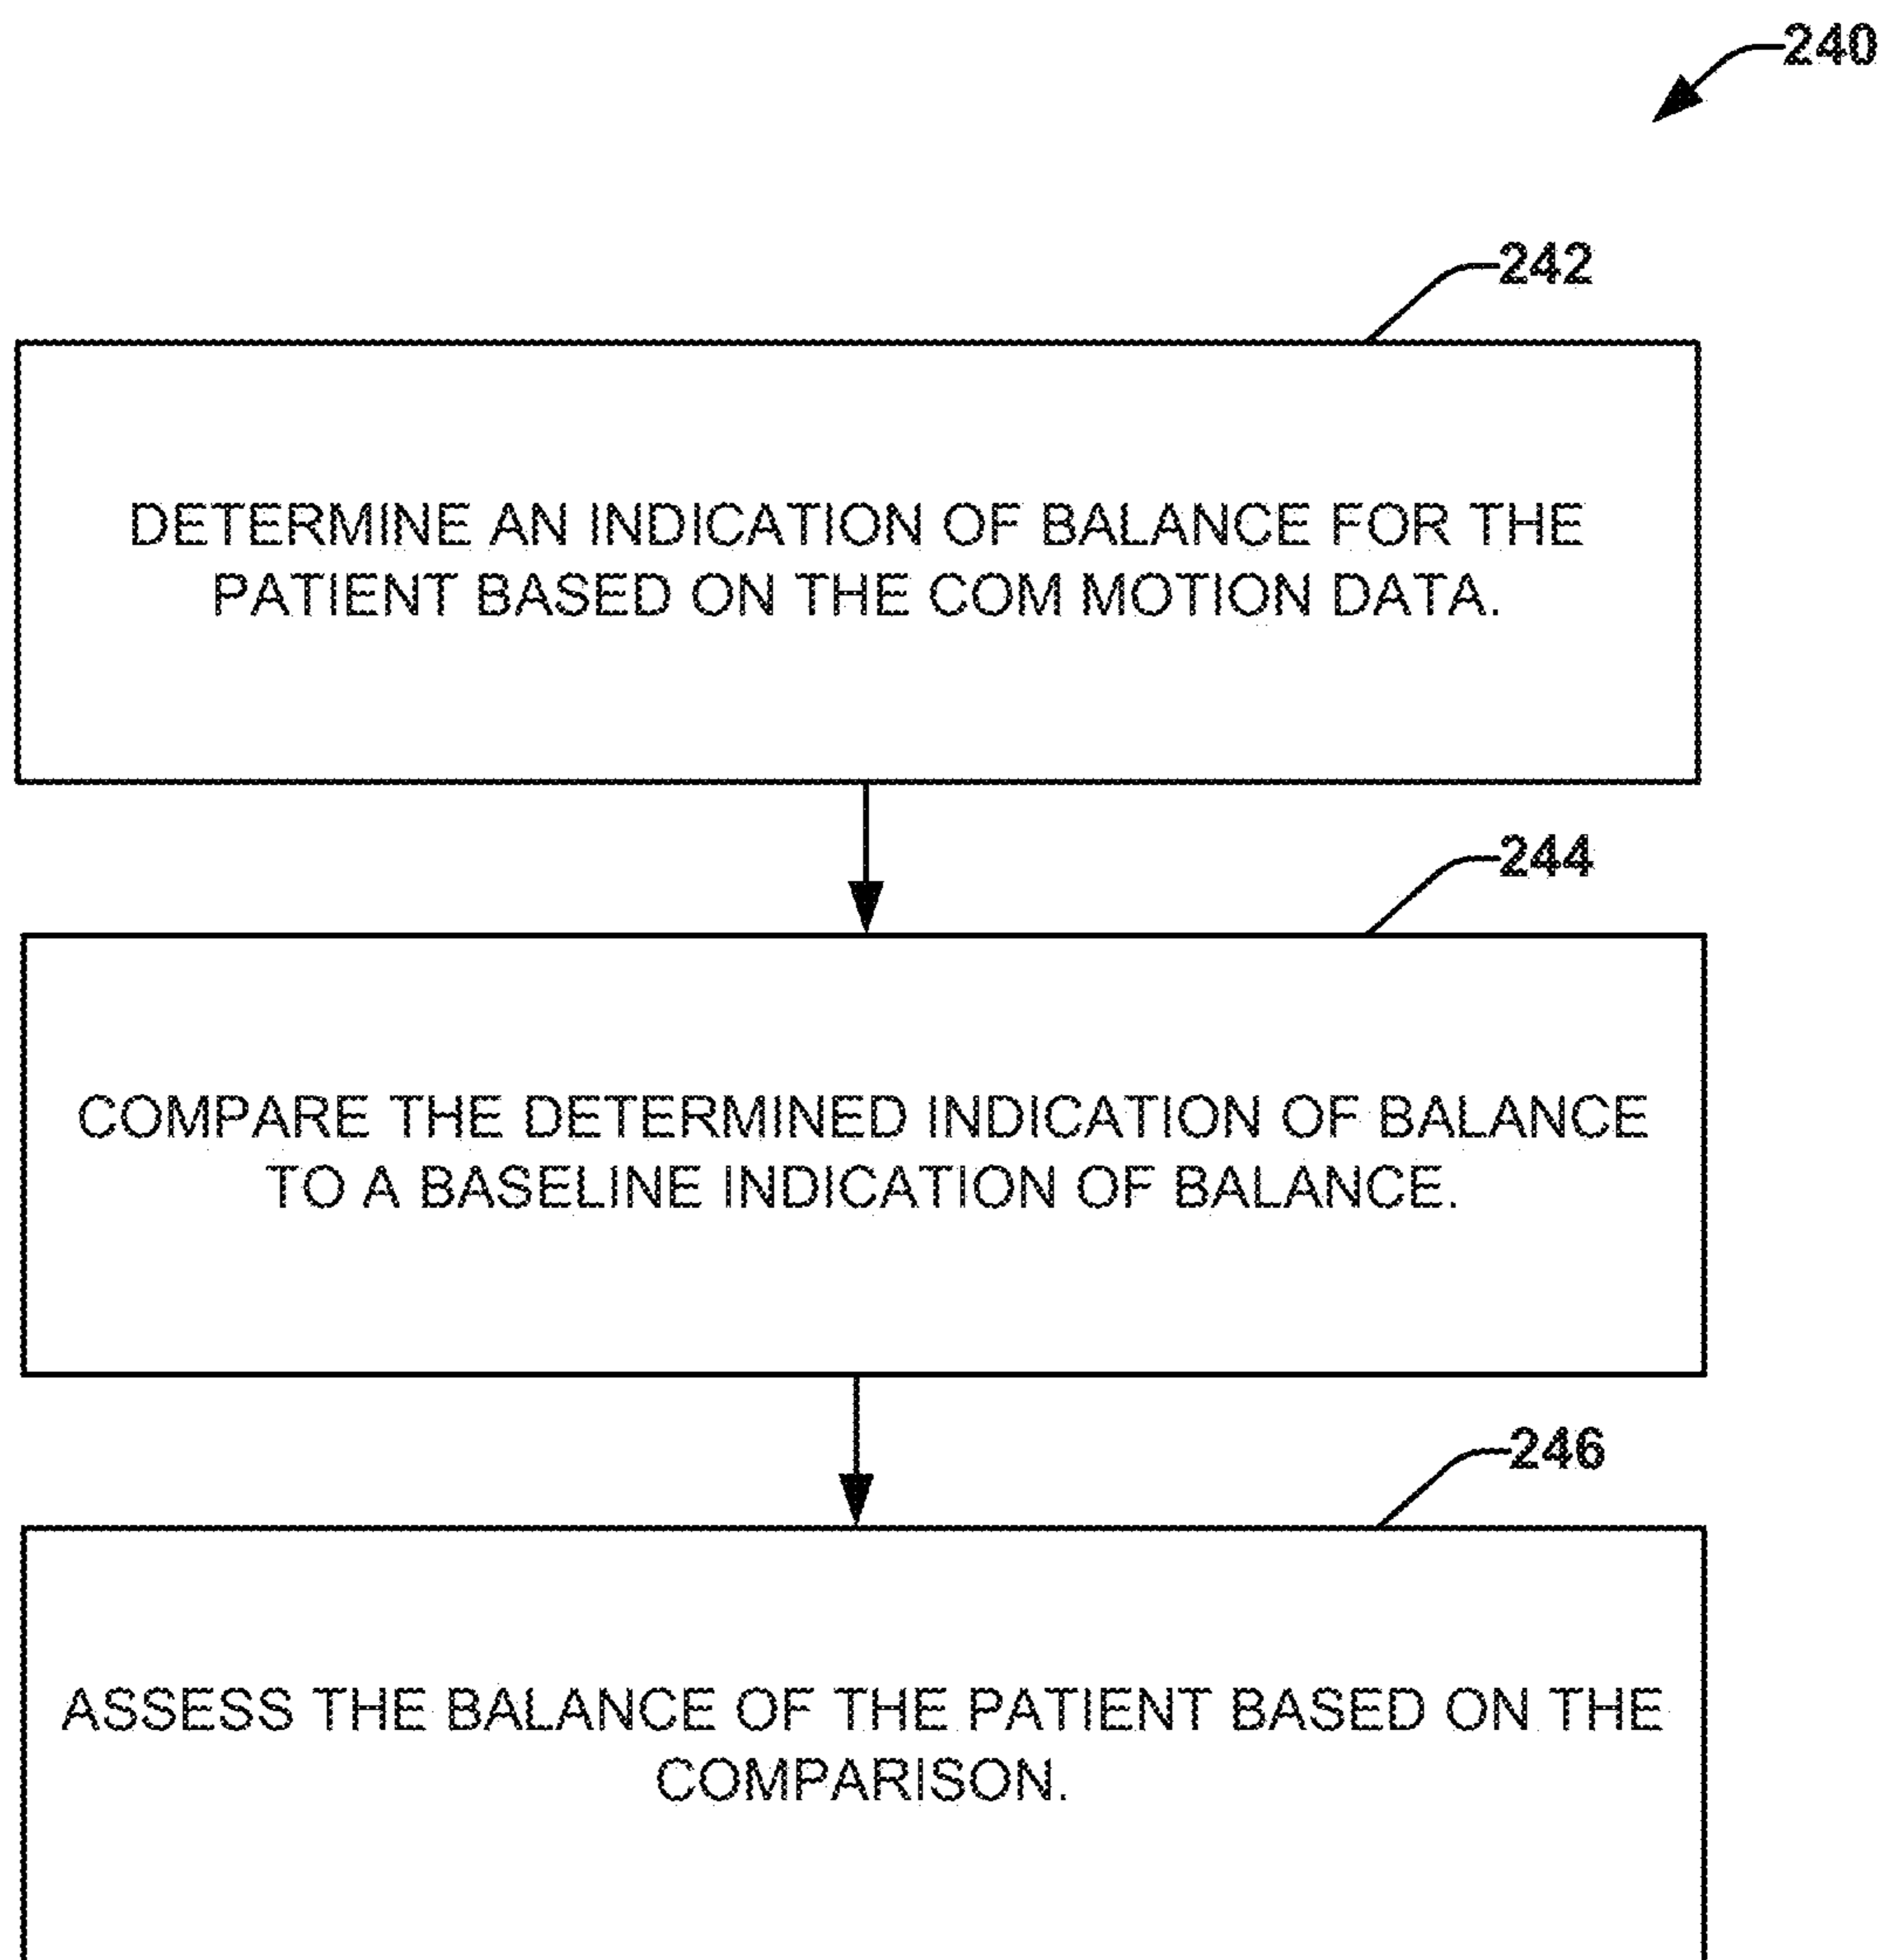 240
242
DETERMINE AN INDICATION OF BALANCE FOR THE
PATIENT BASED ON THE COM MOTION DATA.
244
COMPARE THE DETERMINED INDICATION OF BALANCE
TO A BASELINE INDICATION OF BALANCE.
246
ASSESS THE BALANCE OF THE PATIENT BASED ON THE
COMPARISON.